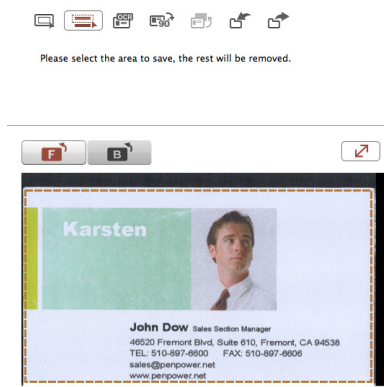 OCR
90°
Please select the area to save, the rest will be removed.
F
B
Karsten
John Dow Sales Section Manager
46520 Fremont Blvd, Suite 610, Fremont, CA 94538
TEL: 510-897-6600 FAX: 510-897-6606
sales@penpower.net
www.penpower.net